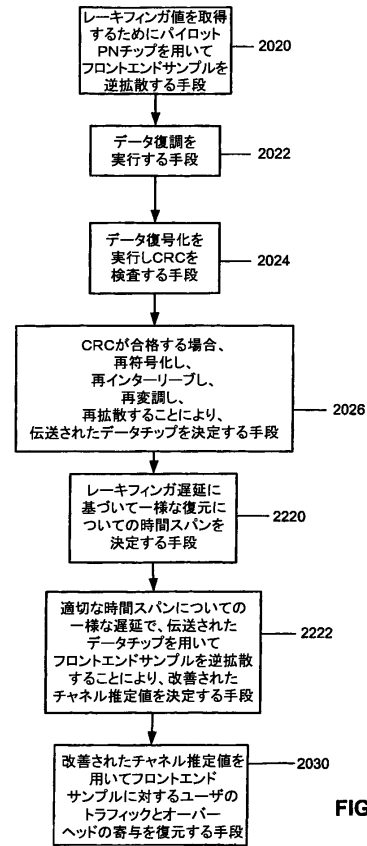 レーキフィンガ値を取得
するためにパイロット
PNチップを用いて
フロントエンドサンプルを
逆拡散する手段
2020
データ復調を
実行する手段
2022
データ復号化を
実行しCRCを
検査する手段
2024
CRCが合格する場合、
再符号化し、
再インターリーブし、
再変調し、
再拡散することにより、
伝送されたデータチップを決定する手段
2026
レーキフィンガ遅延に
基づいて一様な復元に
ついての時間スパンを
決定する手段
2220
適切な時間スパンについての
一様な遅延で、伝送された
データチップを用いて
フロントエンドサンプルを逆拡散
することにより、改善された
チャネル推定値を決定する手段
2222
改善されたチャネル推定値を
用いてフロントエンド
サンプルに対するユーザの
トラフィックとオーバー
ヘッドの寄与を復元する手段
2030
FIG